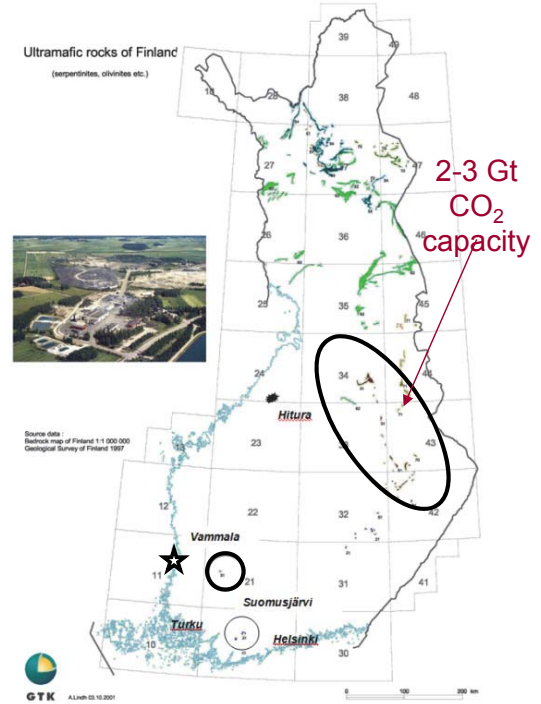 Ultramafic rocks of Finland
(serpentinites, olivinites etc.)
39
49
38
48
28
27
47
37
2-3 Gt
CO₂
capacity
26
36
25
35
45
24
34
44
Hitura
Source data :
Bedrock map of Finland 1:1 000 000
Geological Survey of Finland 1997
23
33
43
13
12
22
32
42
Vammala
11
21
31
41
Suomusjärvi
Turku
10
Helsinki
30
GTK
A.Lindh 03.10.2001
0 100 200 km